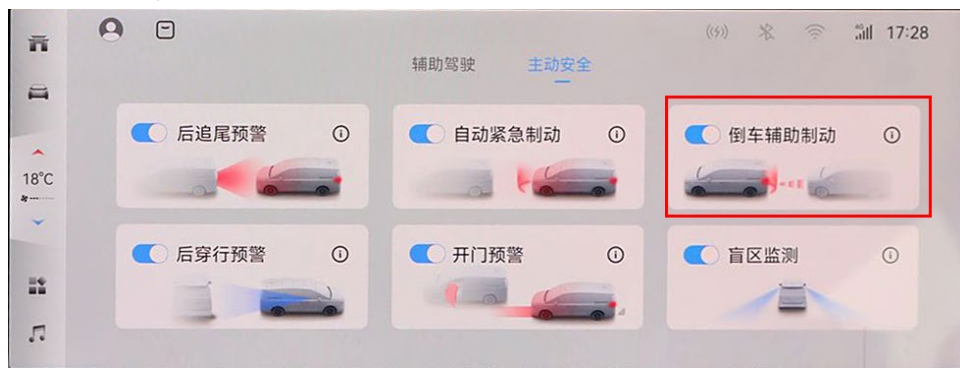 4G 17:28
辅助驾驶 主动安全
后追尾预警
自动紧急制动
倒车辅助制动
18°C
后穿行预警
开门预警
盲区监测